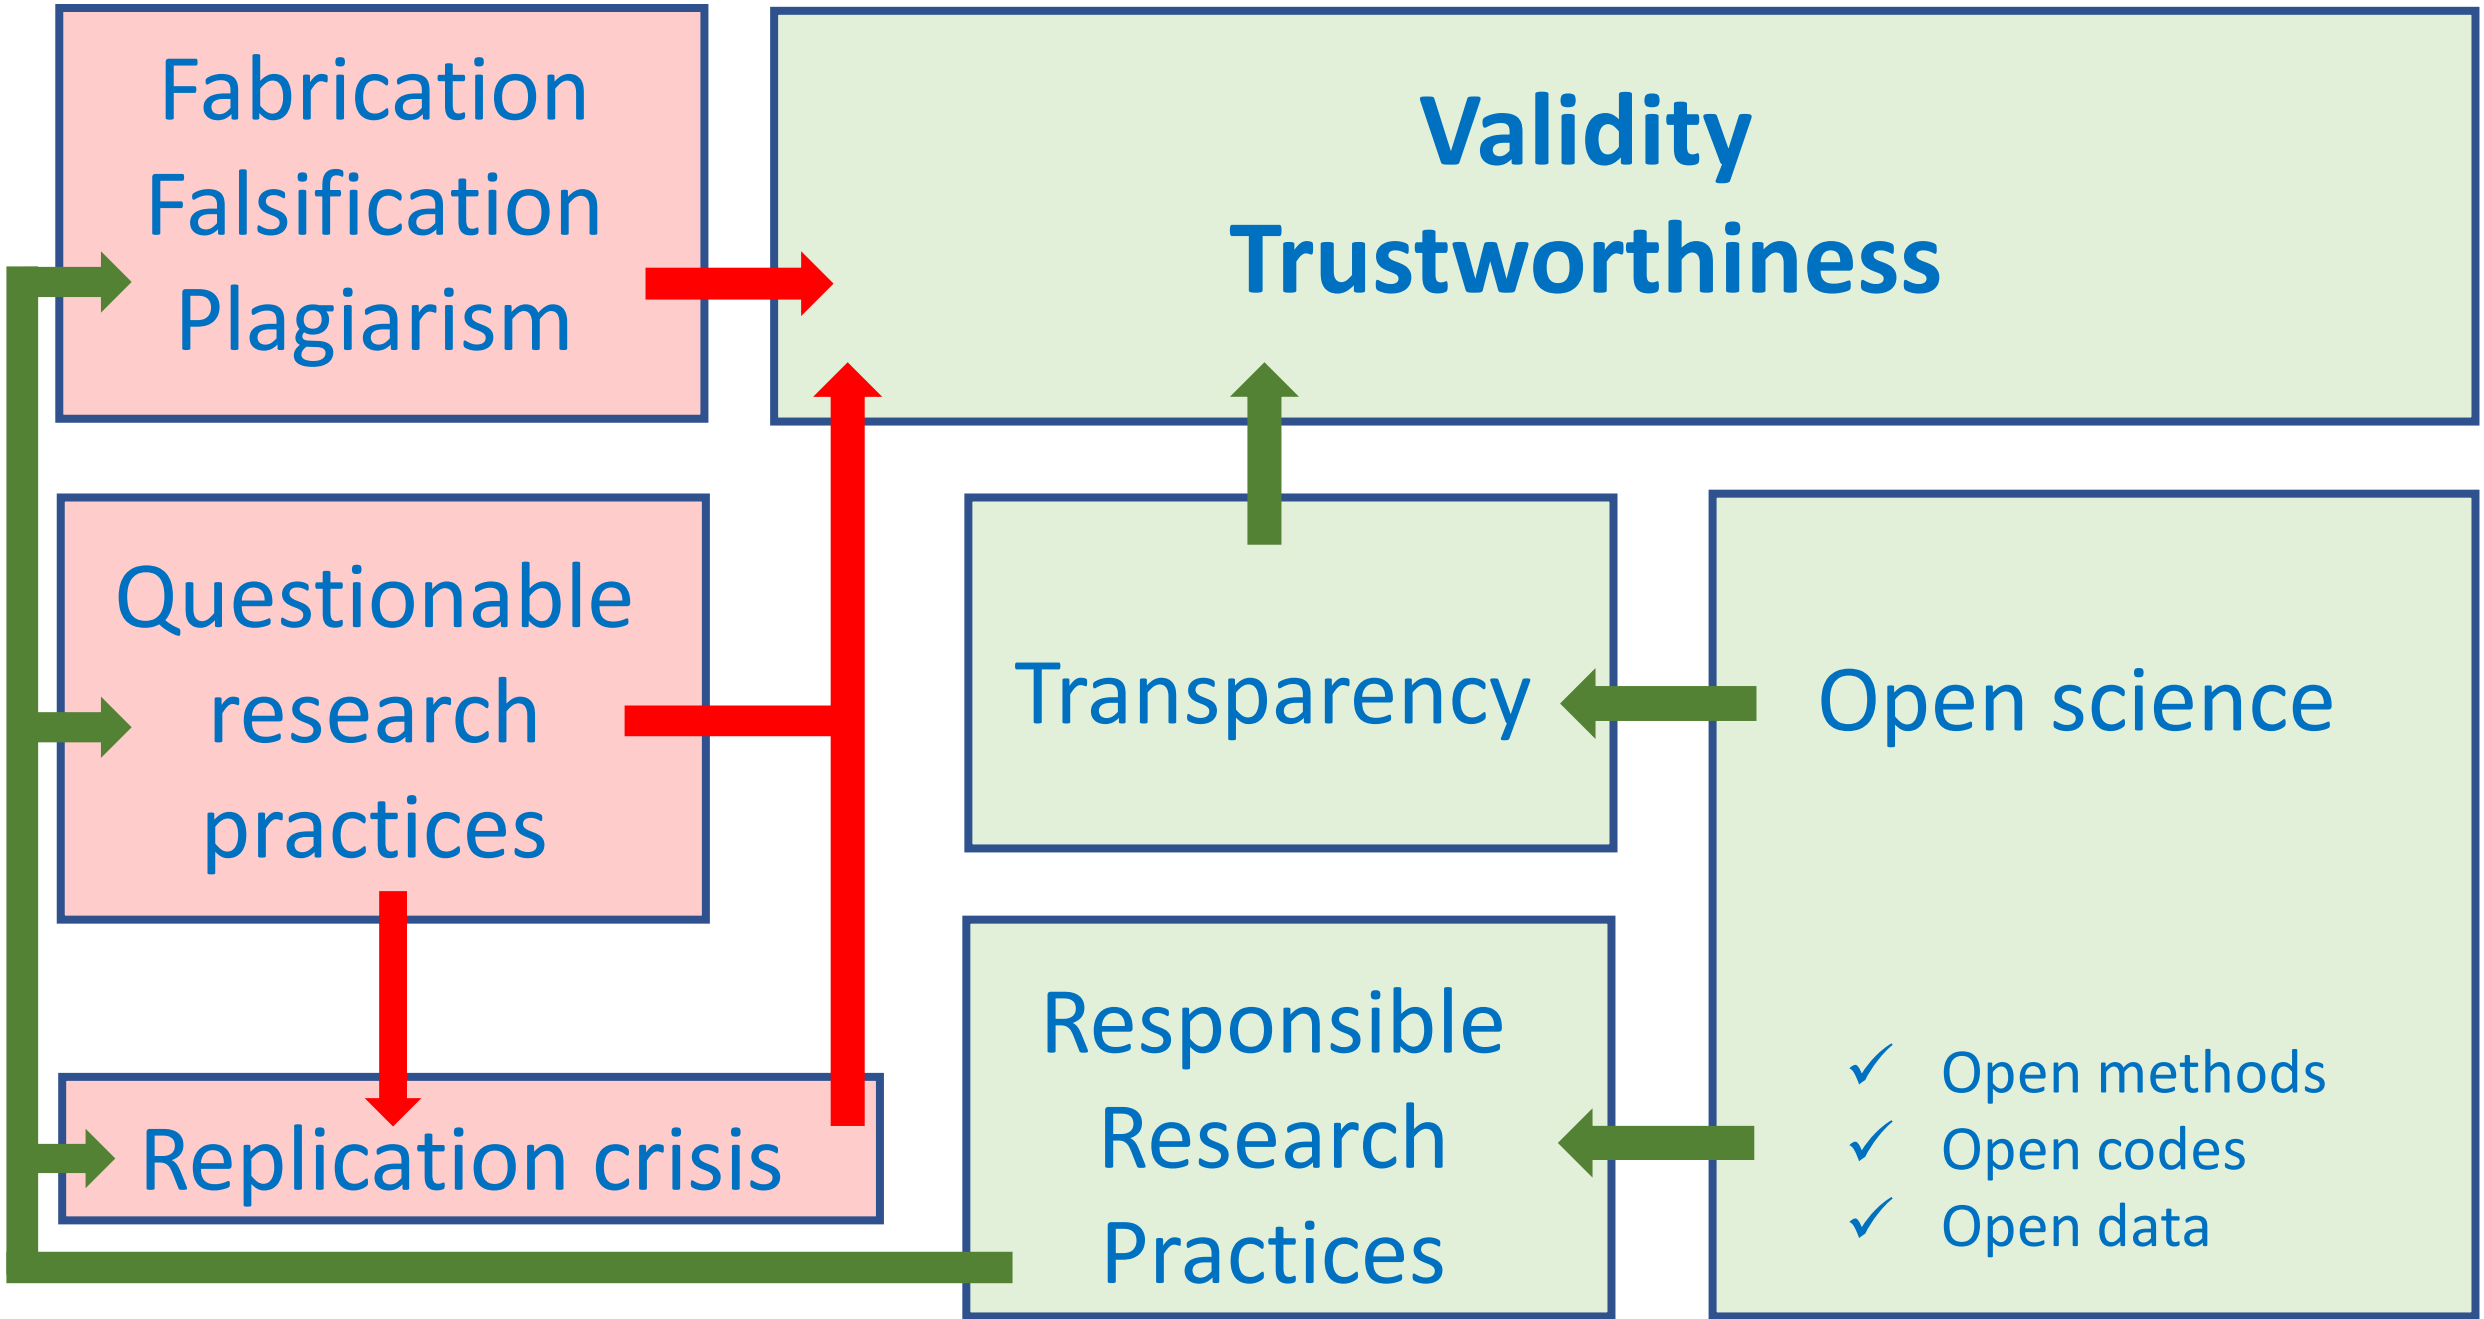 Fabrication
Falsification
Plagiarism
Validity
Trustworthiness
Questionable
research
practices
Transparency
Open science
Replication crisis
Responsible
Research
Practices
✓ Open methods
✓ Open codes
✓ Open data